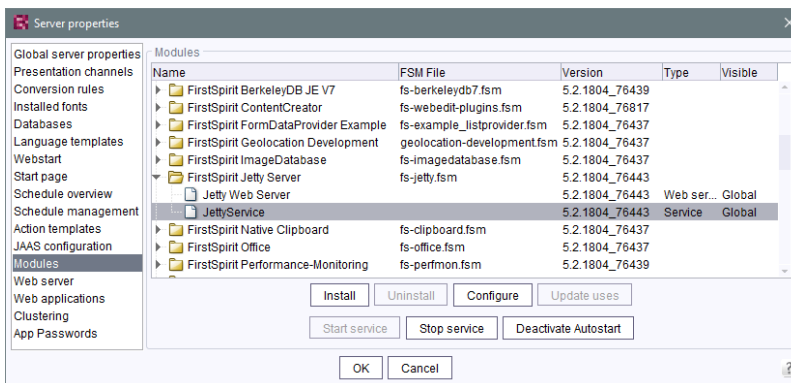 Server properties
Global server properties
Presentation channels
Conversion rules
Installed fonts
Databases
Language templates
Webstart
Start page
Schedule overview
Schedule management
Action templates
JAAS configuration
Modules
Web server
Web applications
Clustering
App Passwords
Modules
Name FSM File Version Type Visible
FirstSpirit BerkeleyDB JE V7 fs-berkeleydb7.fsm 5.2.1804_76439
FirstSpirit ContentCreator fs-webedit-plugins.fsm 5.2.1804_76817
FirstSpirit FormDataProvider Example fs-example_listprovider.fsm 5.2.1804_76437
FirstSpirit Geolocation Development geolocation-development.fsm 5.2.1804_76437
FirstSpirit ImageDatabase fs-imagedatabase.fsm 5.2.1804_76437
FirstSpirit Jetty Server fs-jetty.fsm 5.2.1804_76443
Jetty Web Server 5.2.1804_76443 Web ser... Global
JettyService 5.2.1804_76443 Service Global
FirstSpirit Native Clipboard fs-clipboard.fsm 5.2.1804_76437
FirstSpirit Office fs-office.fsm 5.2.1804_76437
FirstSpirit Performance-Monitoring fs-perfmon.fsm 5.2.1804_76439
Install Uninstall Configure Update uses
Start service Stop service Deactivate Autostart
OK Cancel ?